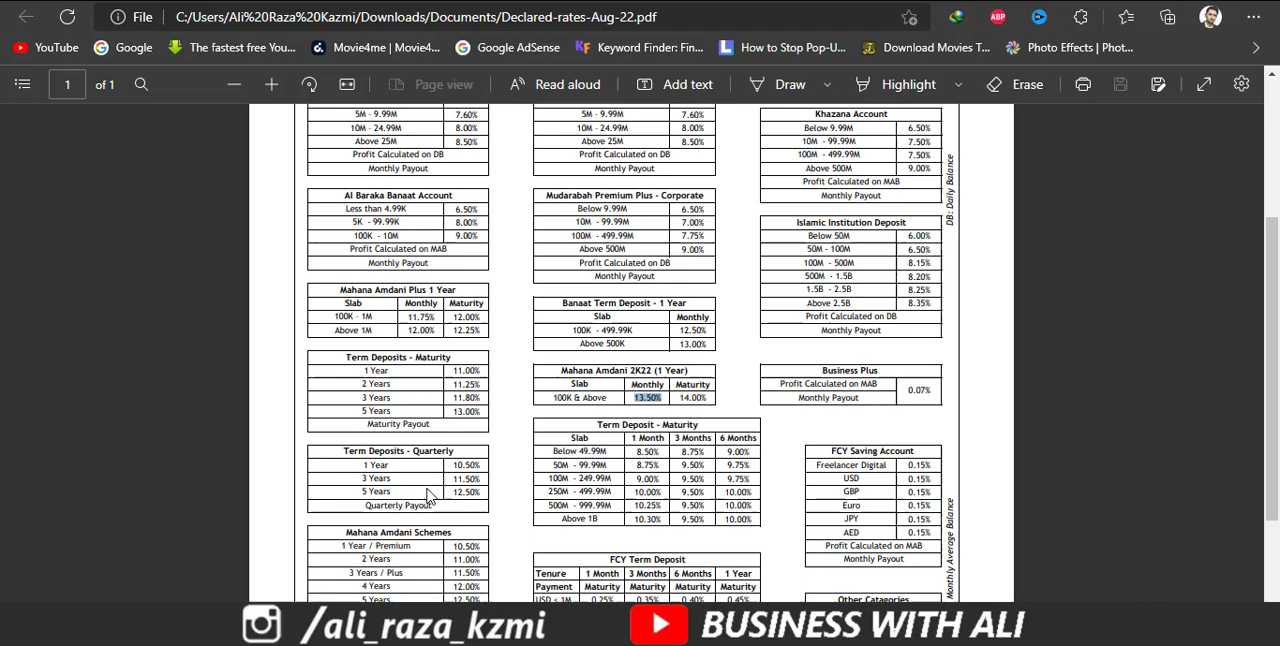 File C:/Users/Ali%20Raza%20Kazmi/Downloads/Documents/Declared-rates-Aug-22.pdf ABP
YouTube Google The fastest free You... Movie4me | Movie4... Google AdSense KF Keyword Finder: Fin... L How to Stop Pop-U... Download Movies T... Photo Effects | Phot...
1 of 1 Page view Read aloud Add text Draw Highlight Erase
5M - 9.99M 7.60%
10M - 24.99M 8.00%
Above 25M 8.50%
Profit Calculated on DB
Monthly Payout
Al Baraka Banaat Account
Less than 4.99K 6.50%
5K - 99.99K 8.00%
100K - 10M 9.00%
Profit Calculated on MAB
Monthly Payout
Mahana Amdani Plus 1 Year
Slab Monthly Maturity
100K - 1M 11.75% 12.00%
Above 1M 12.00% 12.25%
Term Deposits - Maturity
1 Year 11.00%
2 Years 11.25%
3 Years 11.80%
5 Years 13.00%
Maturity Payout
Term Deposits - Quarterly
1 Year 10.50%
3 Years 11.50%
5 Years 12.50%
Quarterly Payout
Mahana Amdani Schemes
1 Year / Premium 10.50%
2 Years 11.00%
3 Years / Plus 11.50%
4 Years 12.00%
5 Years 12.50%
5M - 9.99M 7.60%
10M - 24.99M 8.00%
Above 25M 8.50%
Profit Calculated on DB
Monthly Payout
Mudarabah Premium Plus - Corporate
Below 9.99M 6.50%
10M - 99.99M 7.00%
100M - 499.99M 7.75%
Above 500M 9.00%
Profit Calculated on DB
Monthly Payout
Banaat Term Deposit - 1 Year
Slab Monthly
100K - 499.99K 12.50%
Above 500K 13.00%
Mahana Amdani 2K22 (1 Year)
Slab Monthly Maturity
100K & Above 13.50% 14.00%
Term Deposit - Maturity
Slab 1 Month 3 Months 6 Months
Below 49.99M 8.50% 8.75% 9.00%
50M - 99.99M 8.75% 9.50% 9.75%
100M - 249.99M 9.00% 9.50% 9.75%
250M - 499.99M 10.00% 9.50% 10.00%
500M - 999.99M 10.25% 9.50% 10.00%
Above 1B 10.30% 9.50% 10.00%
FCY Term Deposit
Tenure 1 Month 3 Months 6 Months 1 Year
Payment Maturity Maturity Maturity Maturity
USD < 1M 0.25% 0.35% 0.40% 0.45%
Khazana Account
Below 9.99M 6.50%
10M - 99.99M 7.50%
100M - 499.99M 7.50%
Above 500M 9.00%
Profit Calculated on MAB
Monthly Payout
Islamic Institution Deposit
Below 50M 6.00%
50M - 100M 6.50%
100M - 500M 8.15%
500M - 1.5B 8.20%
1.5B - 2.5B 8.25%
Above 2.5B 8.35%
Profit Calculated on DB
Monthly Payout
Business Plus
Profit Calculated on MAB 0.07%
Monthly Payout
FCY Saving Account
Freelancer Digital 0.15%
USD 0.15%
GBP 0.15%
Euro 0.15%
JPY 0.15%
AED 0.15%
Profit Calculated on MAB
Monthly Payout
Other Catagories
DB: Daily Balance
Monthly Average Balance
/ali_raza_kzmi BUSINESS WITH ALI